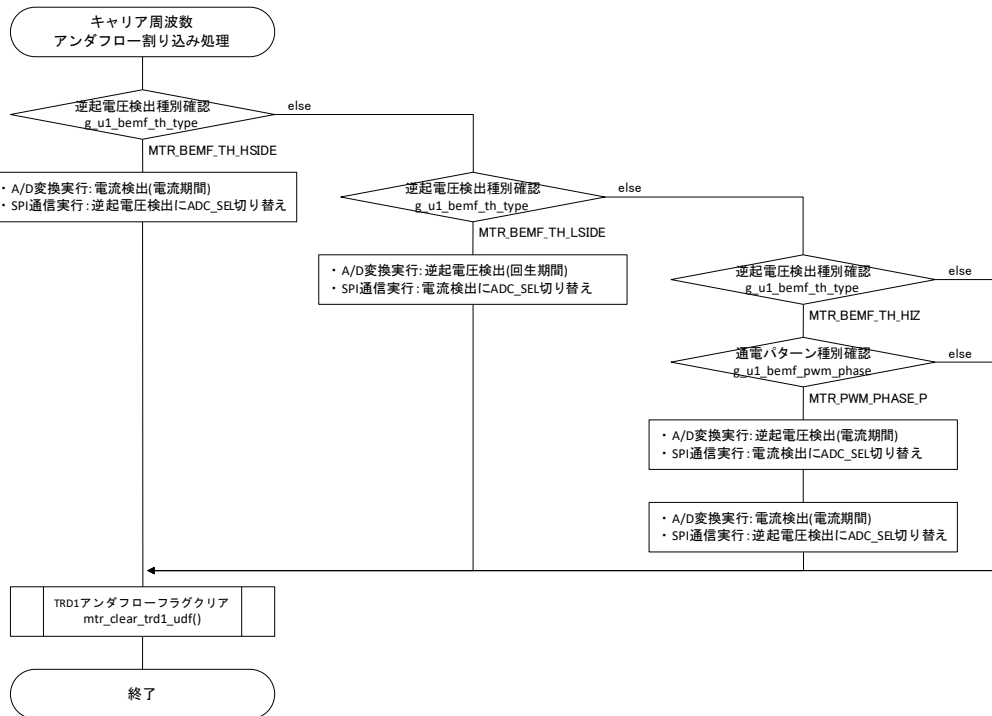 キャリア周波数
アンダフロー割り込み処理
逆起電圧検出種別確認
g_u1_bemf_th_type
else
MTR_BEMF_TH_HSIDE
・A/D変換実行:電流検出(電流期間)
・SPI通信実行:逆起電圧検出にADC_SEL切り替え
逆起電圧検出種別確認
g_u1_bemf_th_type
else
MTR_BEMF_TH_LSIDE
・A/D変換実行:逆起電圧検出(回生期間)
・SPI通信実行:電流検出にADC_SEL切り替え
逆起電圧検出種別確認
g_u1_bemf_th_type
else
MTR_BEMF_TH_HIZ
通電パターン種別確認
g_u1_bemf_pwm_phase
else
MTR_PWM_PHASE_P
・A/D変換実行:逆起電圧検出(電流期間)
・SPI通信実行:電流検出にADC_SEL切り替え
・A/D変換実行:電流検出(電流期間)
・SPI通信実行:逆起電圧検出にADC_SEL切り替え
TRD1アンダフローフラグクリア
mtr_clear_trd1_udf()
終了